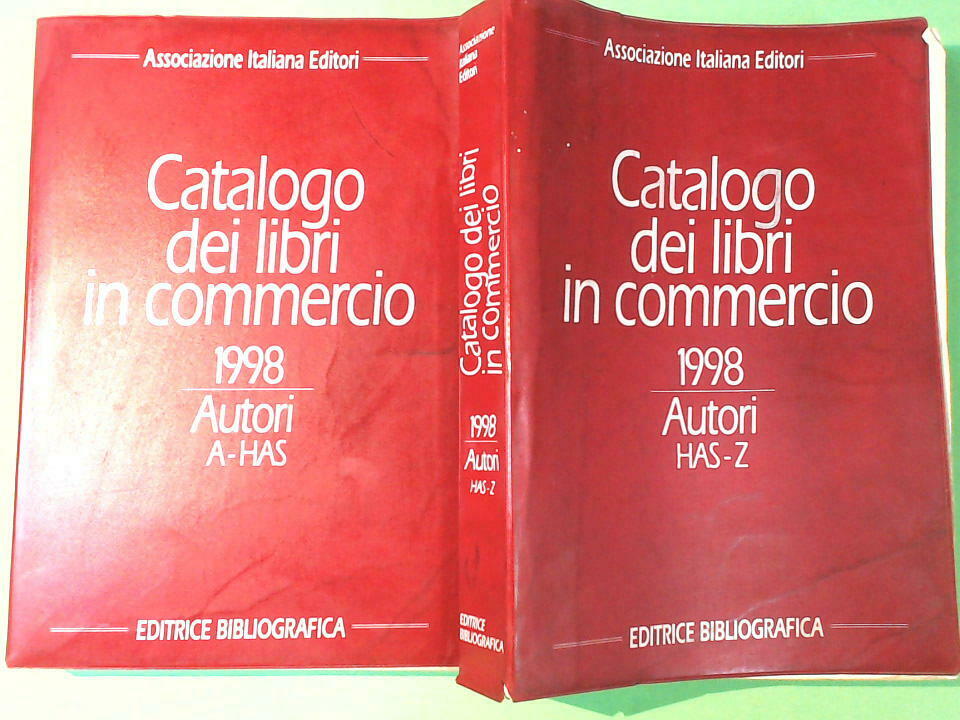 Associazione Italiana Editori
Catalogo
dei libri
in commercio
1998
Autori
A-HAS
EDITRICE BIBLIOGRAFICA
Associazione
Italiana
Editori
Catalogo dei libri
in commercio
1998
Autori
HAS-Z
EDITRICE
BIBLIOGRAFICA
Associazione Italiana Editori
Catalogo
dei libri
in commercio
1998
Autori
HAS-Z
EDITRICE BIBLIOGRAFICA